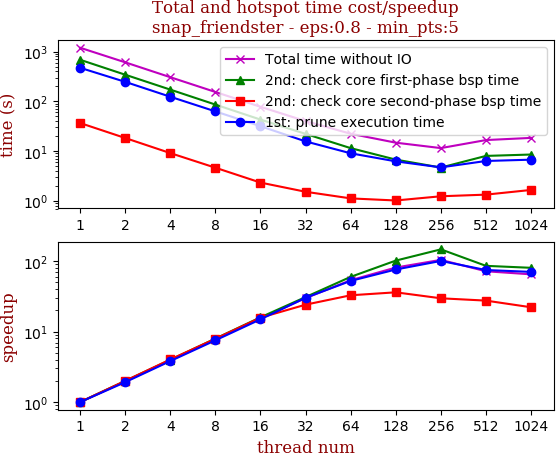 Total and hotspot time cost/speedup
snap_friendster - eps:0.8 - min_pts:5
time (s)
10³
10²
10¹
10⁰
Total time without IO
2nd: check core first-phase bsp time
2nd: check core second-phase bsp time
1st: prune execution time
1 2 4 8 16 32 64 128 256 512 1024
speedup
10²
10¹
10⁰
1 2 4 8 16 32 64 128 256 512 1024
thread num